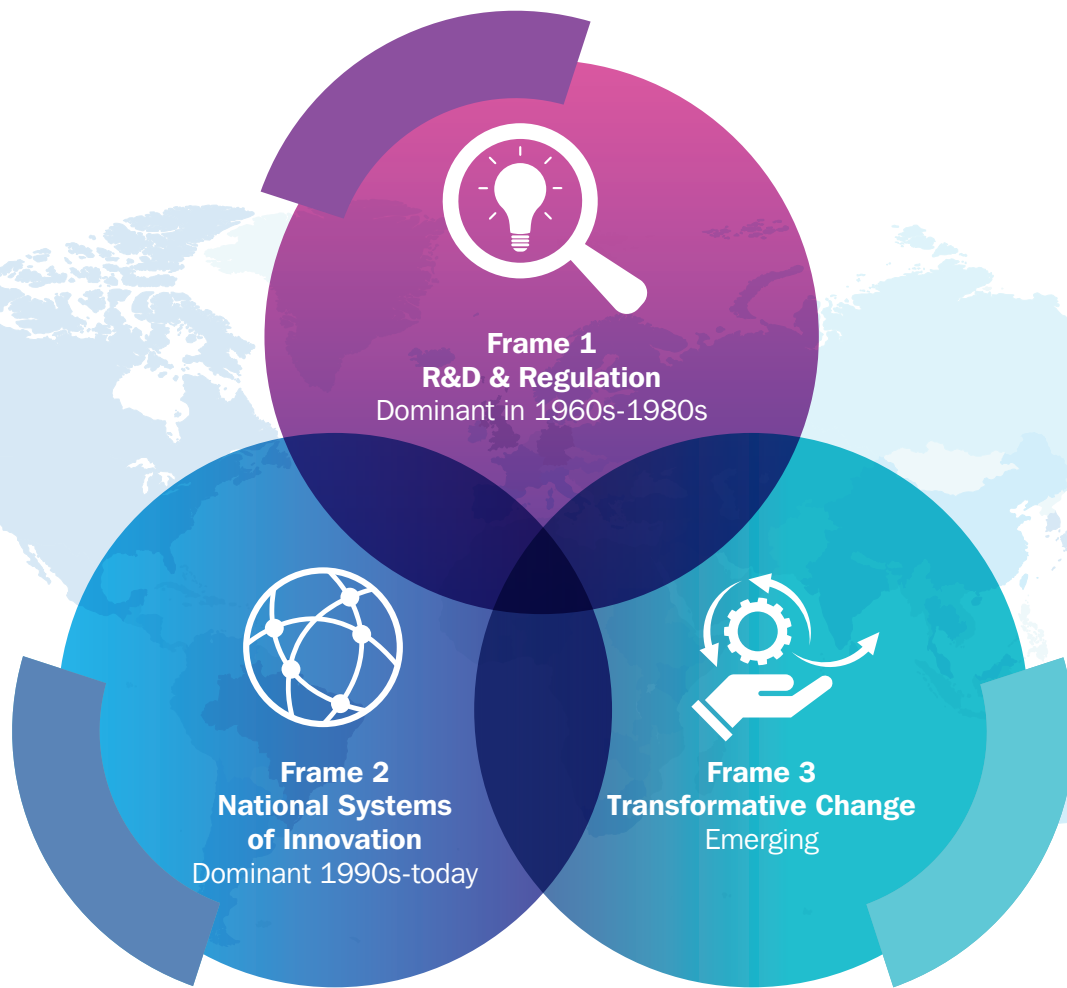 Frame 1
R&D & Regulation
Dominant in 1960s-1980s
Frame 2
National Systems
of Innovation
Dominant 1990s-today
Frame 3
Transformative Change
Emerging